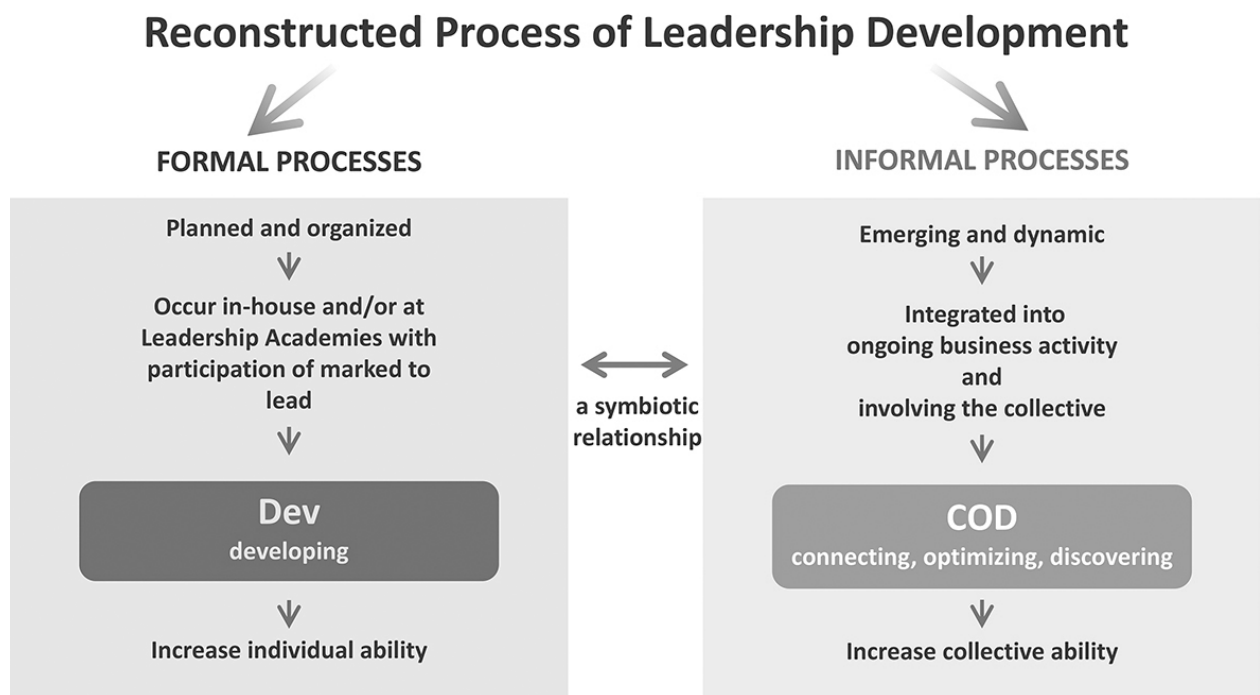 Reconstructed Process of Leadership Development
FORMAL PROCESSES
Planned and organized
Occur in-house and/or at
Leadership Academies with
participation of marked to
lead
Dev
developing
Increase individual ability
a symbiotic
relationship
INFORMAL PROCESSES
Emerging and dynamic
Integrated into
ongoing business activity
and
involving the collective
COD
connecting, optimizing, discovering
Increase collective ability